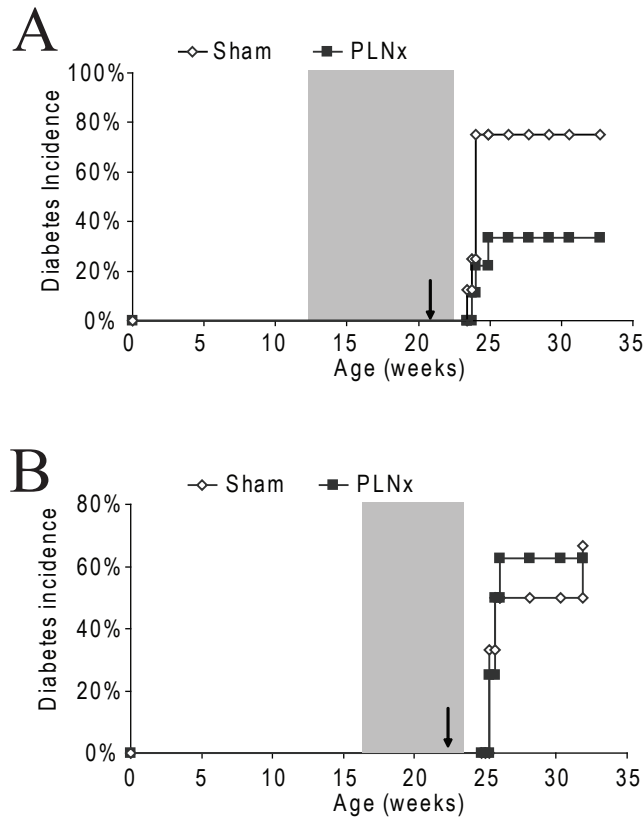 A
Sham PLNx
100%
80%
60%
40%
20%
0%
Diabetes Incidence
0 5 10 15 20 25 30 35
Age (weeks)
B
Sham PLNx
80%
60%
40%
20%
0%
Diabetes incidence
0 5 10 15 20 25 30 35
Age (weeks)